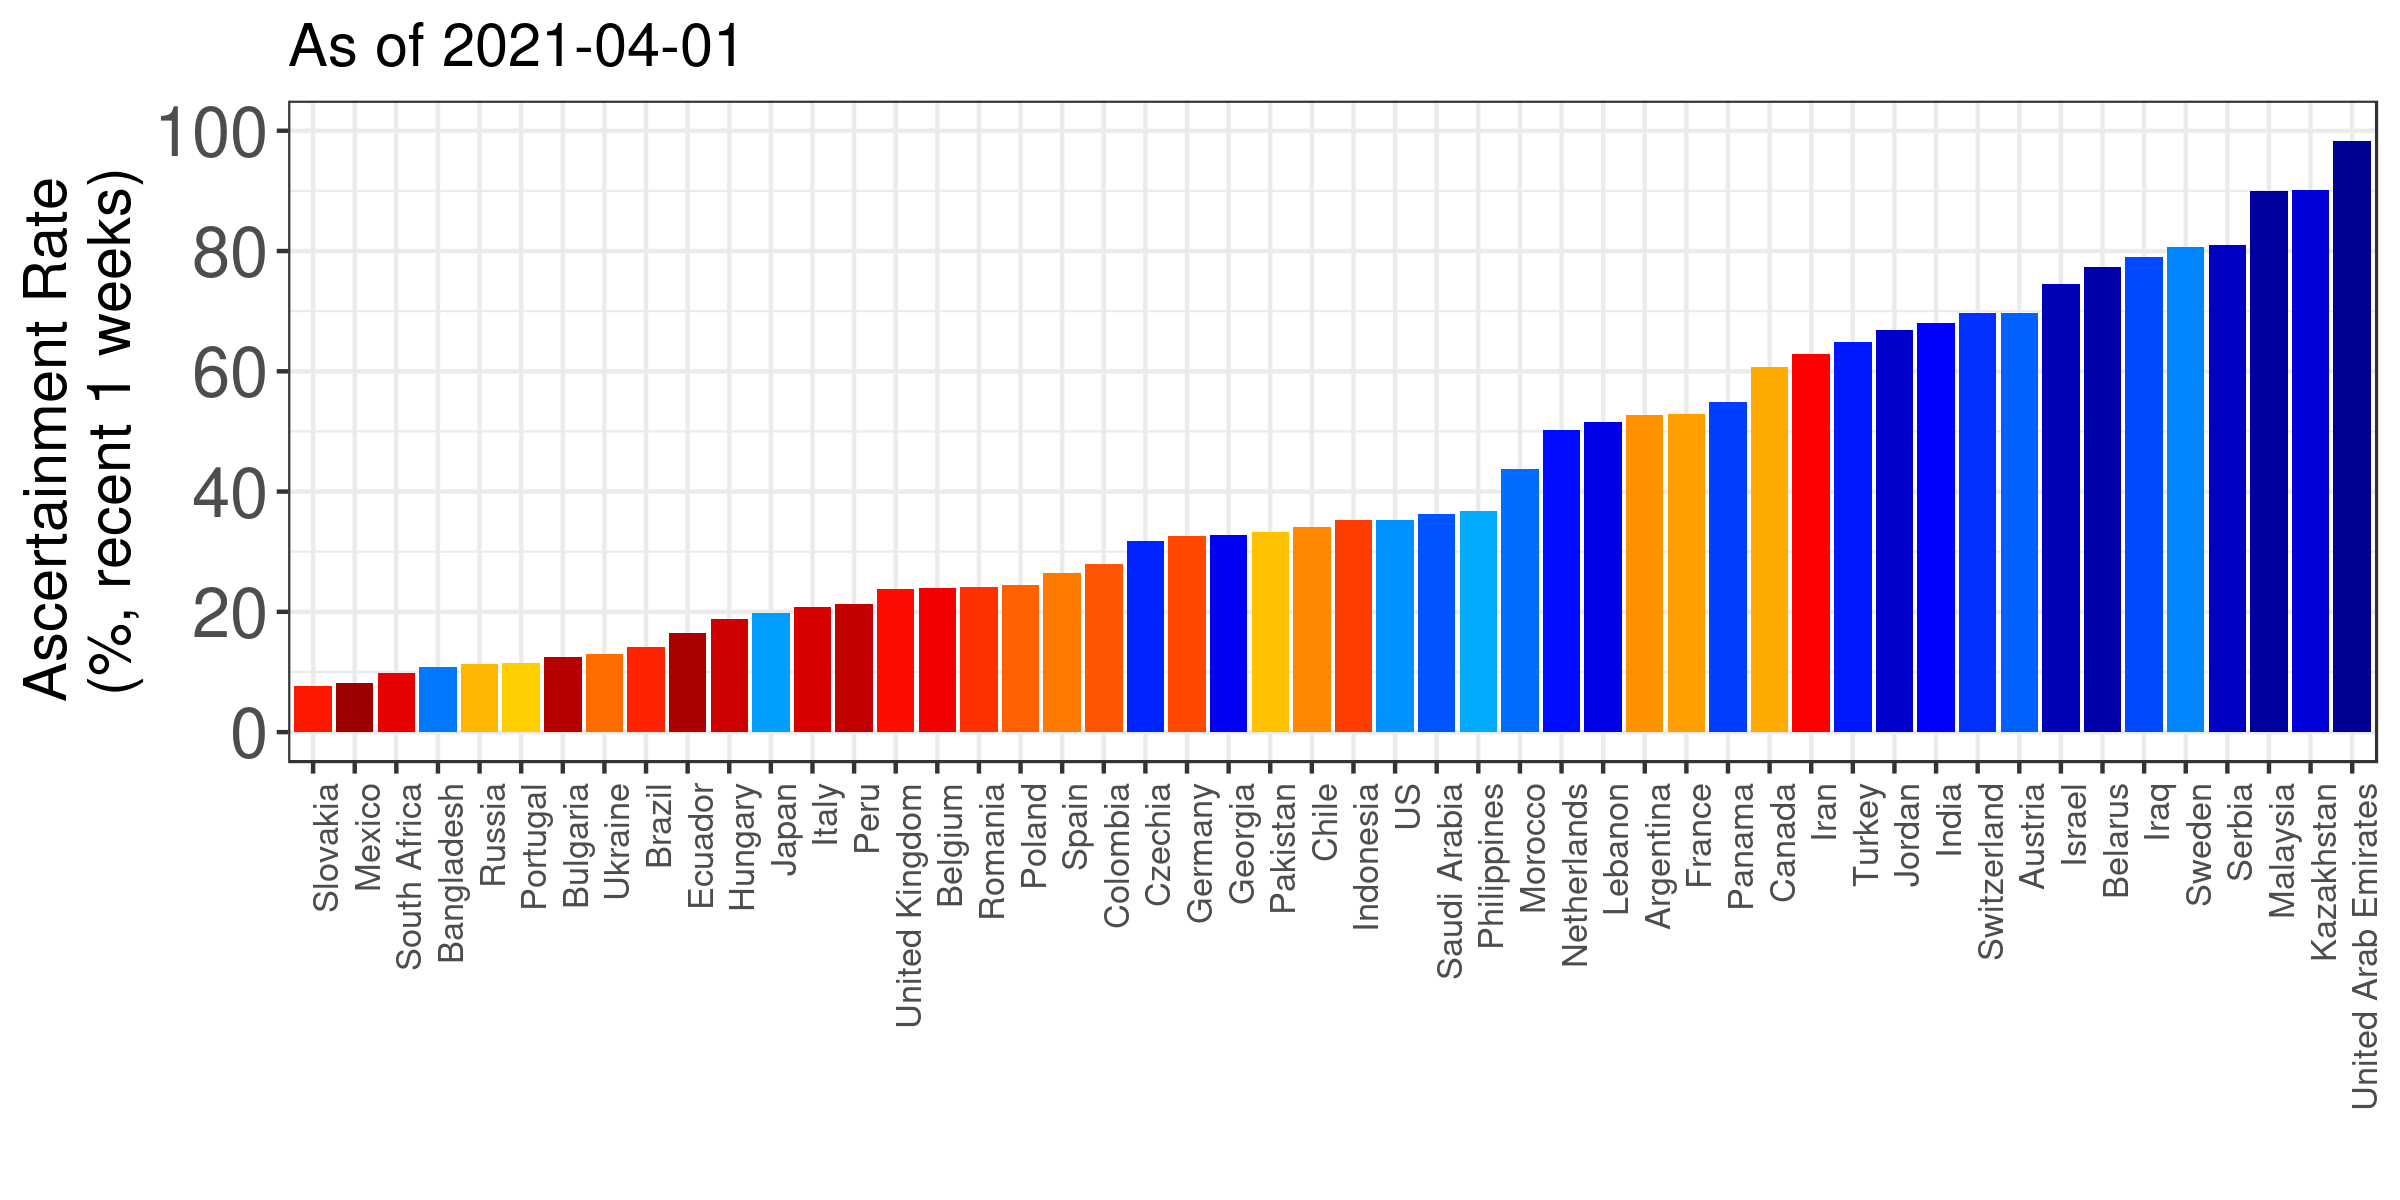 As of 2021-04-01
Ascertainment Rate
(%, recent 1 weeks)
100
80
60
40
20
0
Slovakia
Mexico
South Africa
Bangladesh
Russia
Portugal
Bulgaria
Ukraine
Brazil
Ecuador
Hungary
Japan
Italy
Peru
United Kingdom
Belgium
Romania
Poland
Spain
Colombia
Czechia
Germany
Georgia
Pakistan
Chile
Indonesia
US
Saudi Arabia
Philippines
Morocco
Netherlands
Lebanon
Argentina
France
Panama
Canada
Iran
Turkey
Jordan
India
Switzerland
Austria
Israel
Belarus
Iraq
Sweden
Serbia
Malaysia
Kazakhstan
United Arab Emirates